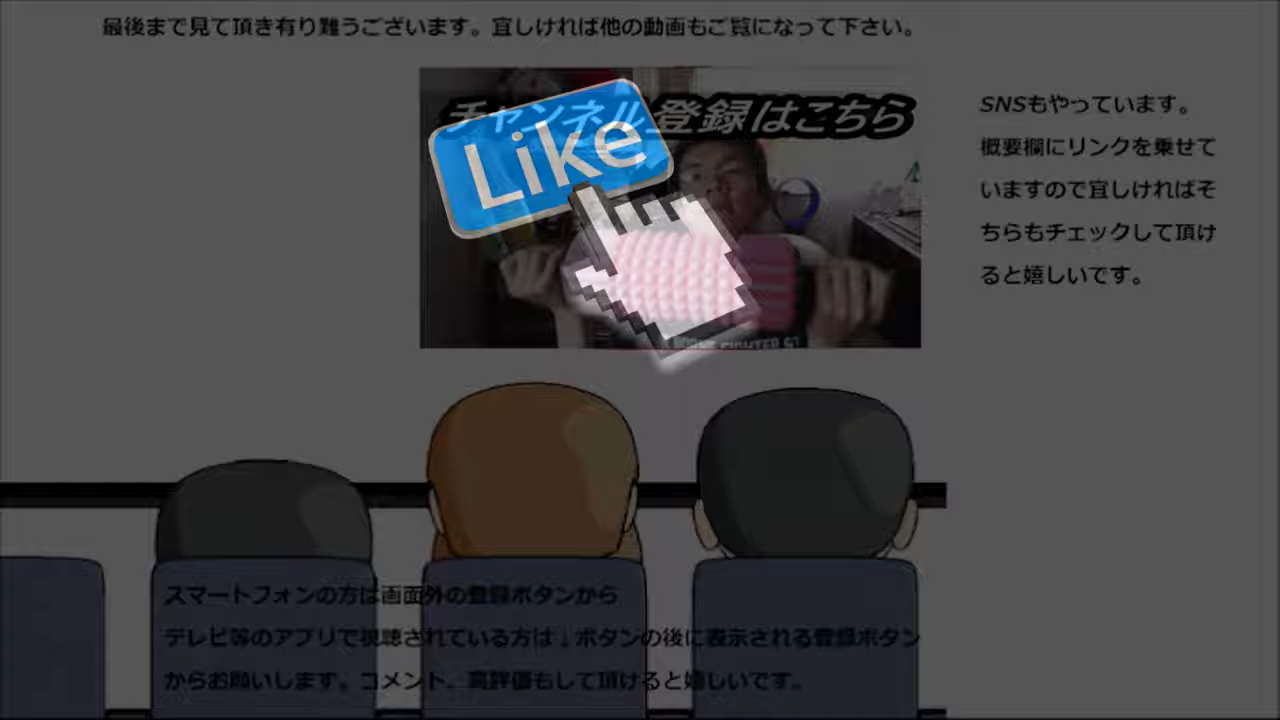 最後まで見て頂き有り難うございます。宜しければ他の動画もご覧になって下さい。
チャンネル登録はこちら
Like
SNSもやっています。
概要欄にリンクを乗せて
いますので宜しければそ
ちらもチェックして頂け
ると嬉しいです。
スマートフォンの方は画面外の登録ボタンから
テレビ等のアプリで視聴されている方は↓ボタンの後に表示される登録ボタン
からお願いします。コメント、高評価もして頂けると嬉しいです。